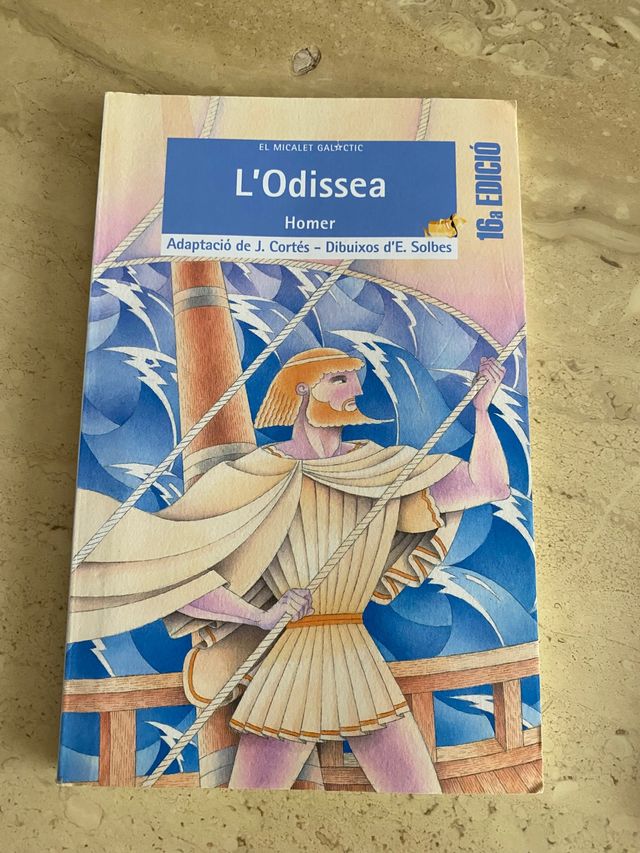 EL MICALET GALÀCTIC
L'Odissea
Homer
Adaptació de J. Cortés – Dibuixos d'E. Solbes
16a EDICIÓ